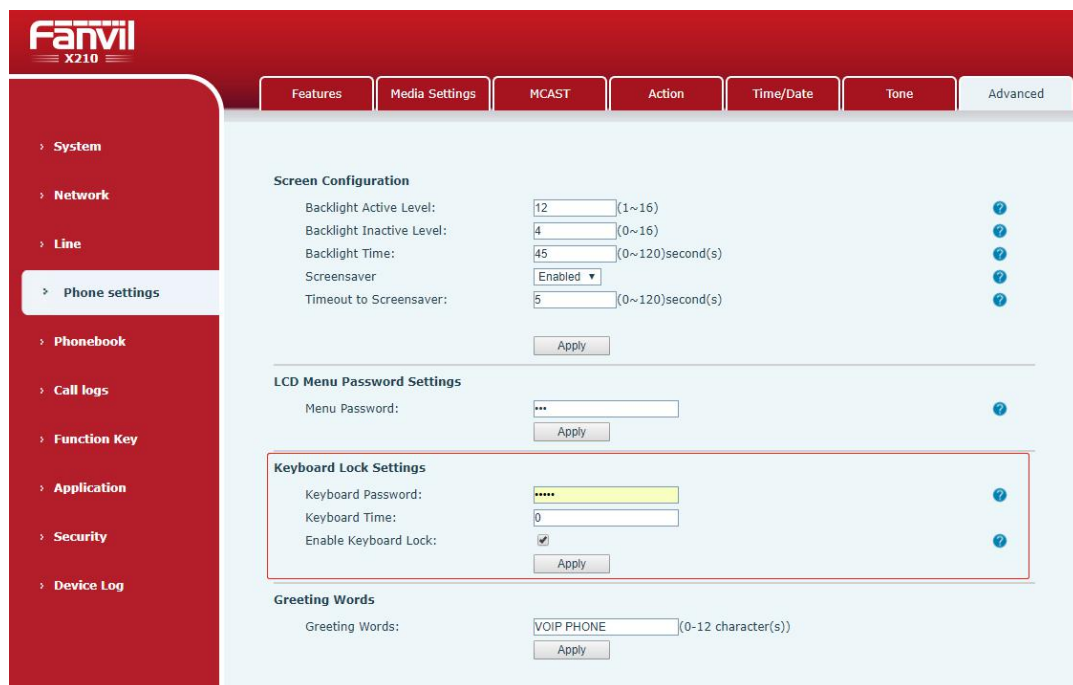 Fanvil
X210
Features Media Settings MCAST Action Time/Date Tone Advanced
› System
› Network
› Line
› Phone settings
› Phonebook
› Call logs
› Function Key
› Application
› Security
› Device Log
Screen Configuration
Backlight Active Level: 12 (1~16)
Backlight Inactive Level: 4 (0~16)
Backlight Time: 45 (0~120)second(s)
Screensaver Enabled
Timeout to Screensaver: 5 (0~120)second(s)
Apply
LCD Menu Password Settings
Menu Password: •••
Apply
Keyboard Lock Settings
Keyboard Password: •••••
Keyboard Time: 0
Enable Keyboard Lock:
Apply
Greeting Words
Greeting Words: VOIP PHONE (0-12 character(s))
Apply